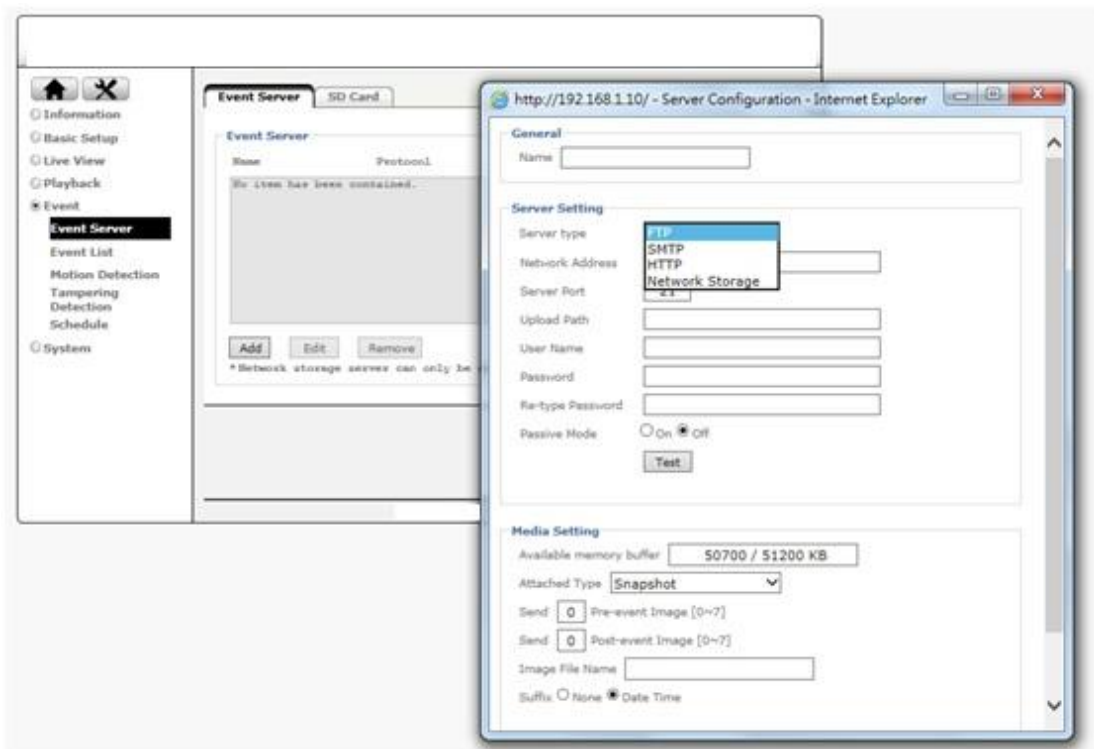 Information
Basic Setup
Live View
Playback
Event
Event Server
Event List
Motion Detection
Tampering
Detection
Schedule
System
Event Server
SD Card
Event Server
Name Protocol
No item has been contained.
Add Edit Remove
*Network storage server can only be
http://192.168.1.10/ - Server Configuration - Internet Explorer
General
Name
Server Setting
Server type FTP
SMTP
HTTP
Network Storage
Network Address
Server Port 21
Upload Path
User Name
Password
Re-type Password
Passive Mode On Off
Test
Media Setting
Available memory buffer 50700 / 51200 KB
Attached Type Snapshot
Send 0 Pre-event Image [0~7]
Send 0 Post-event Image [0~7]
Image File Name
Suffix None Date Time